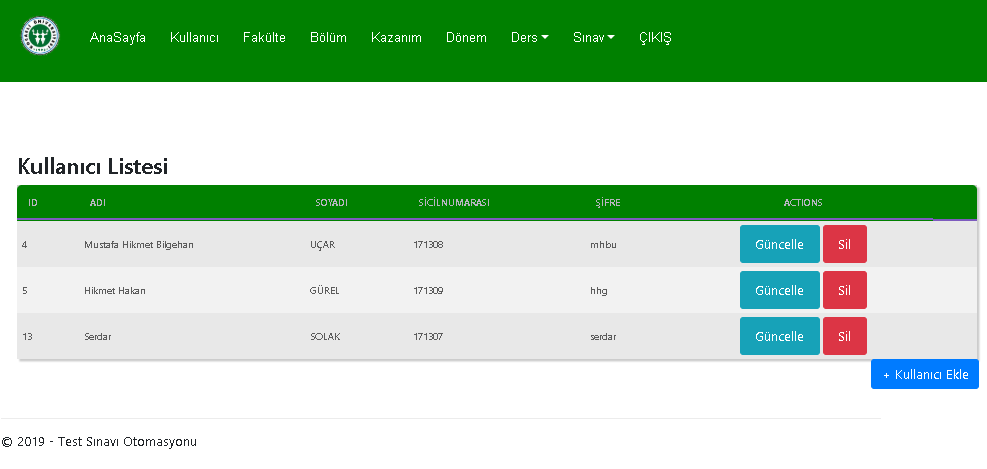 AnaSayfa Kullanıcı Fakülte Bölüm Kazanım Dönem Ders Sınav ÇIKIŞ
Kullanıcı Listesi
ID ADI SOYADI SİCİLNUMARASI ŞİFRE ACTIONS
4 Mustafa Hikmet Bilgehan UÇAR 171308 mhbu Güncelle Sil
5 Hikmet Hakan GÜREL 171309 hhg Güncelle Sil
13 Serdar SOLAK 171307 serdar Güncelle Sil
+ Kullanıcı Ekle
© 2019 - Test Sınavı Otomasyonu